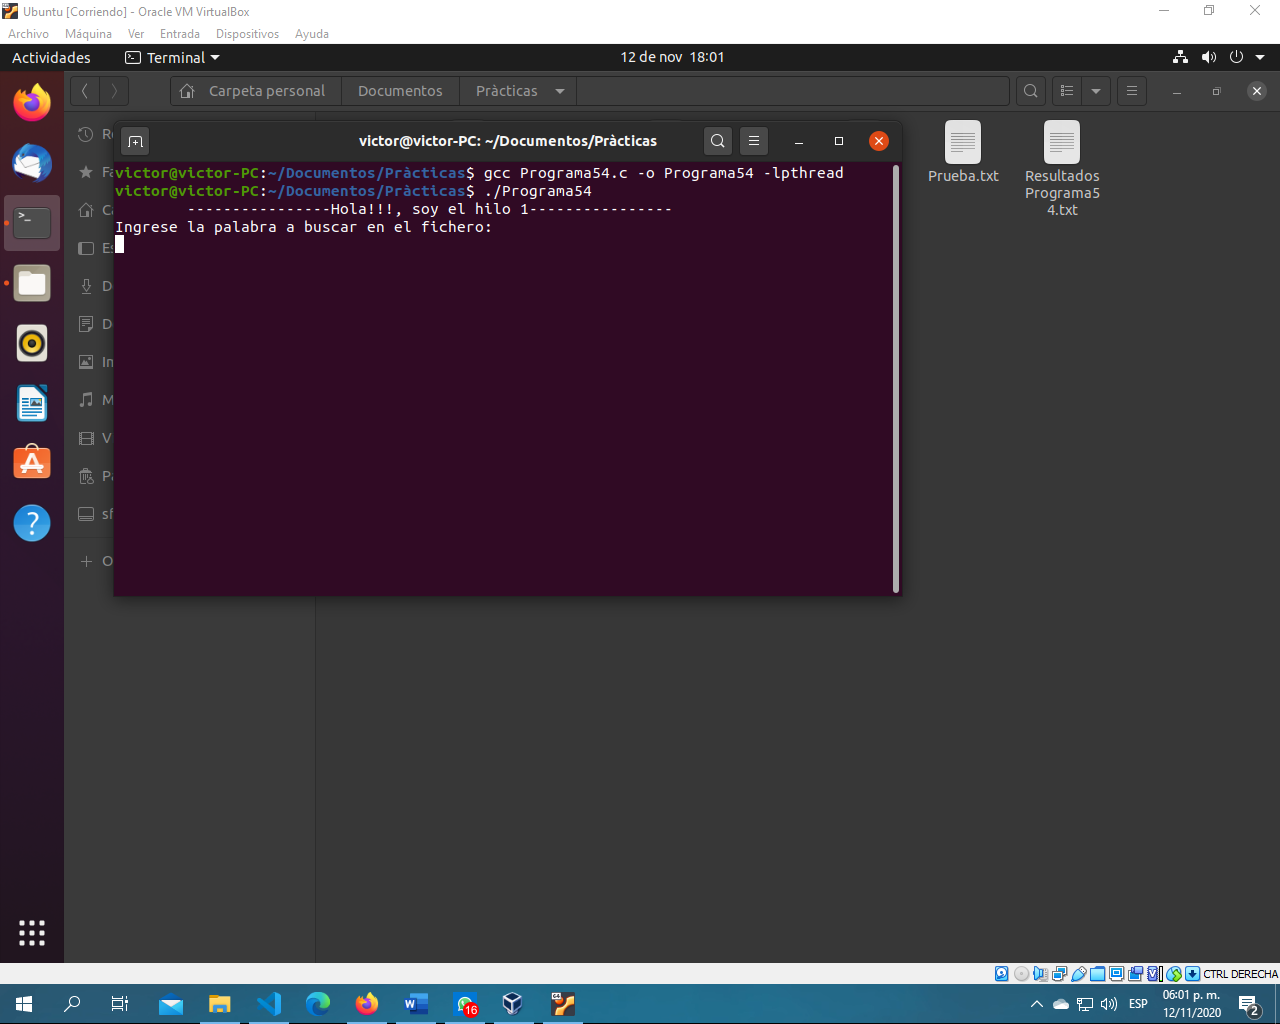 Ubuntu [Corriendo] - Oracle VM VirtualBox
Archivo Máquina Ver Entrada Dispositivos Ayuda
Actividades Terminal 12 de nov 18:01
Carpeta personal Documentos Pràcticas
victor@victor-PC: ~/Documentos/Pràcticas
victor@victor-PC:~/Documentos/Pràcticas$ gcc Programa54.c -o Programa54 -lpthread
victor@victor-PC:~/Documentos/Pràcticas$ ./Programa54
----------------Hola!!!, soy el hilo 1----------------
Ingrese la palabra a buscar en el fichero:
Prueba.txt
Resultados
Programa5
4.txt
CTRL DERECHA
16
ESP
06:01 p. m.
12/11/2020
2